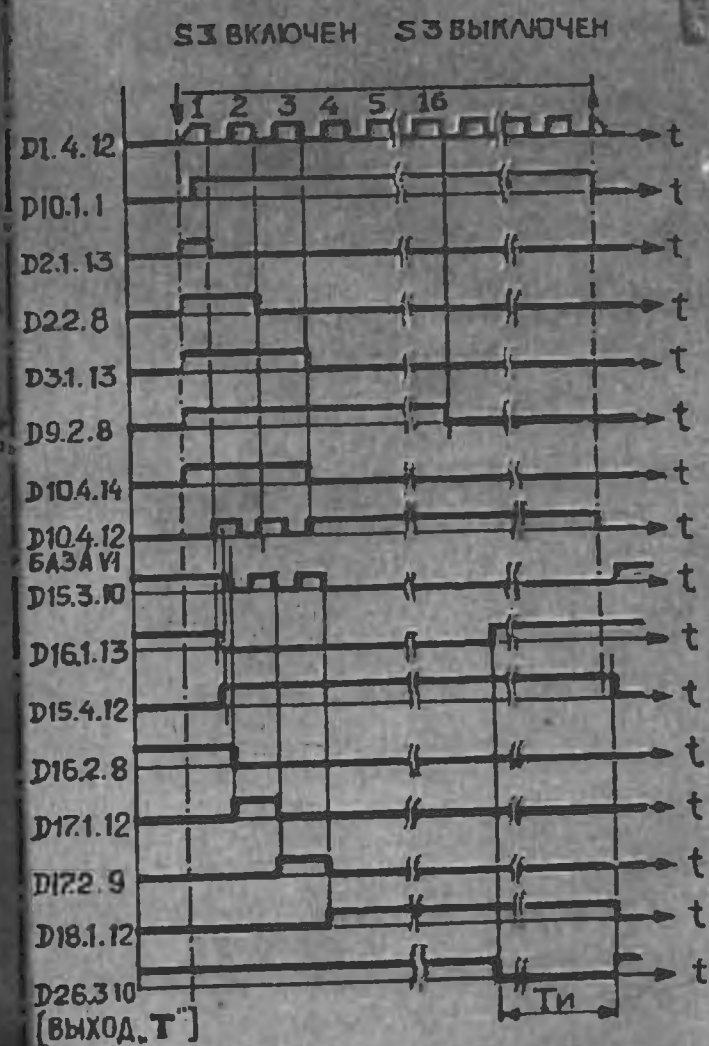 S3 ВКЛЮЧЕН S3 ВЫКЛЮЧЕН
1 2 3 4 5 16
D1.4.12 t
D10.1.1 t
D2.1.13 t
D2.2.8 t
D3.1.13 t
D9.2.8 t
D10.4.14 t
D10.4.12 t
БАЗА V1
D15.3.10 t
D16.1.13 t
D15.4.12 t
D16.2.8 t
D17.1.12 t
D17.2.9 t
D18.1.12 t
D26.3 10 t
[ВЫХОД „T"] Tи